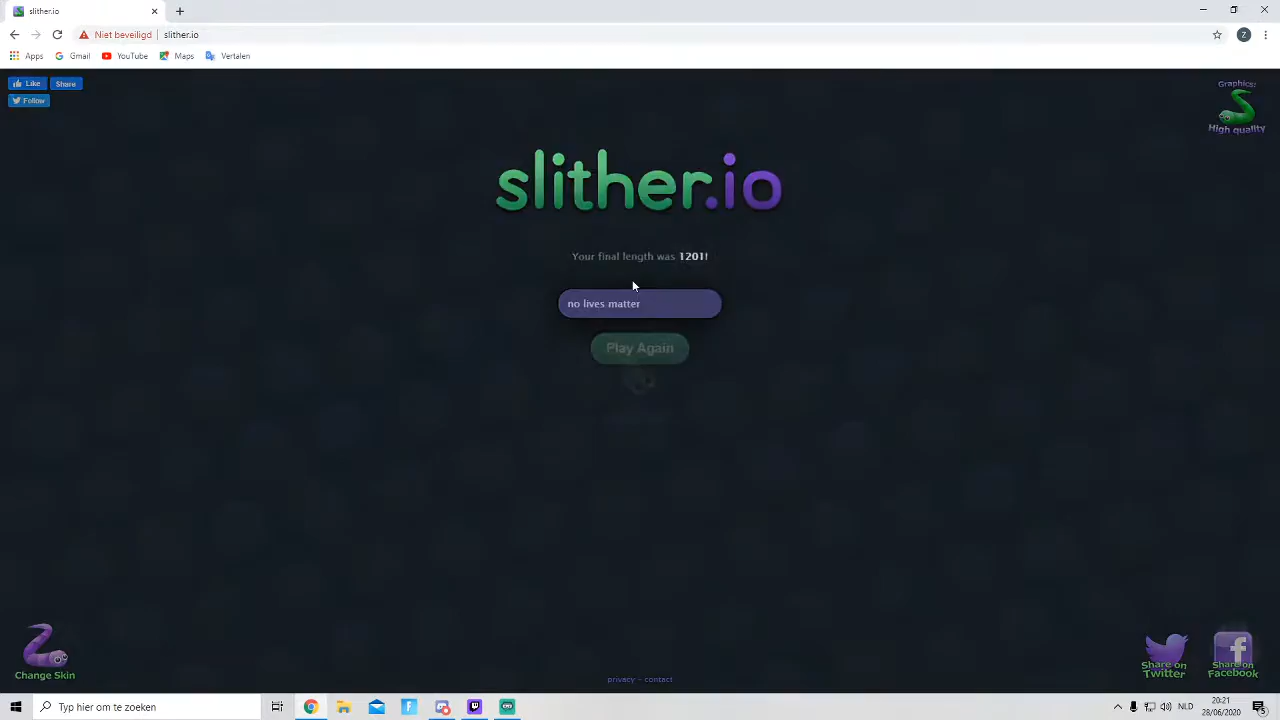 slither.io
Niet beveiligd | slither.io
Apps Gmail YouTube Maps Vertalen
Like Share
Follow
Graphics:
High quality
slither.io
Your final length was 1201!
no lives matter
Play Again
Change Skin
Share on Twitter
Share on Facebook
privacy - contact
Typ hier om te zoeken
NLD
20:21
28/06/2020